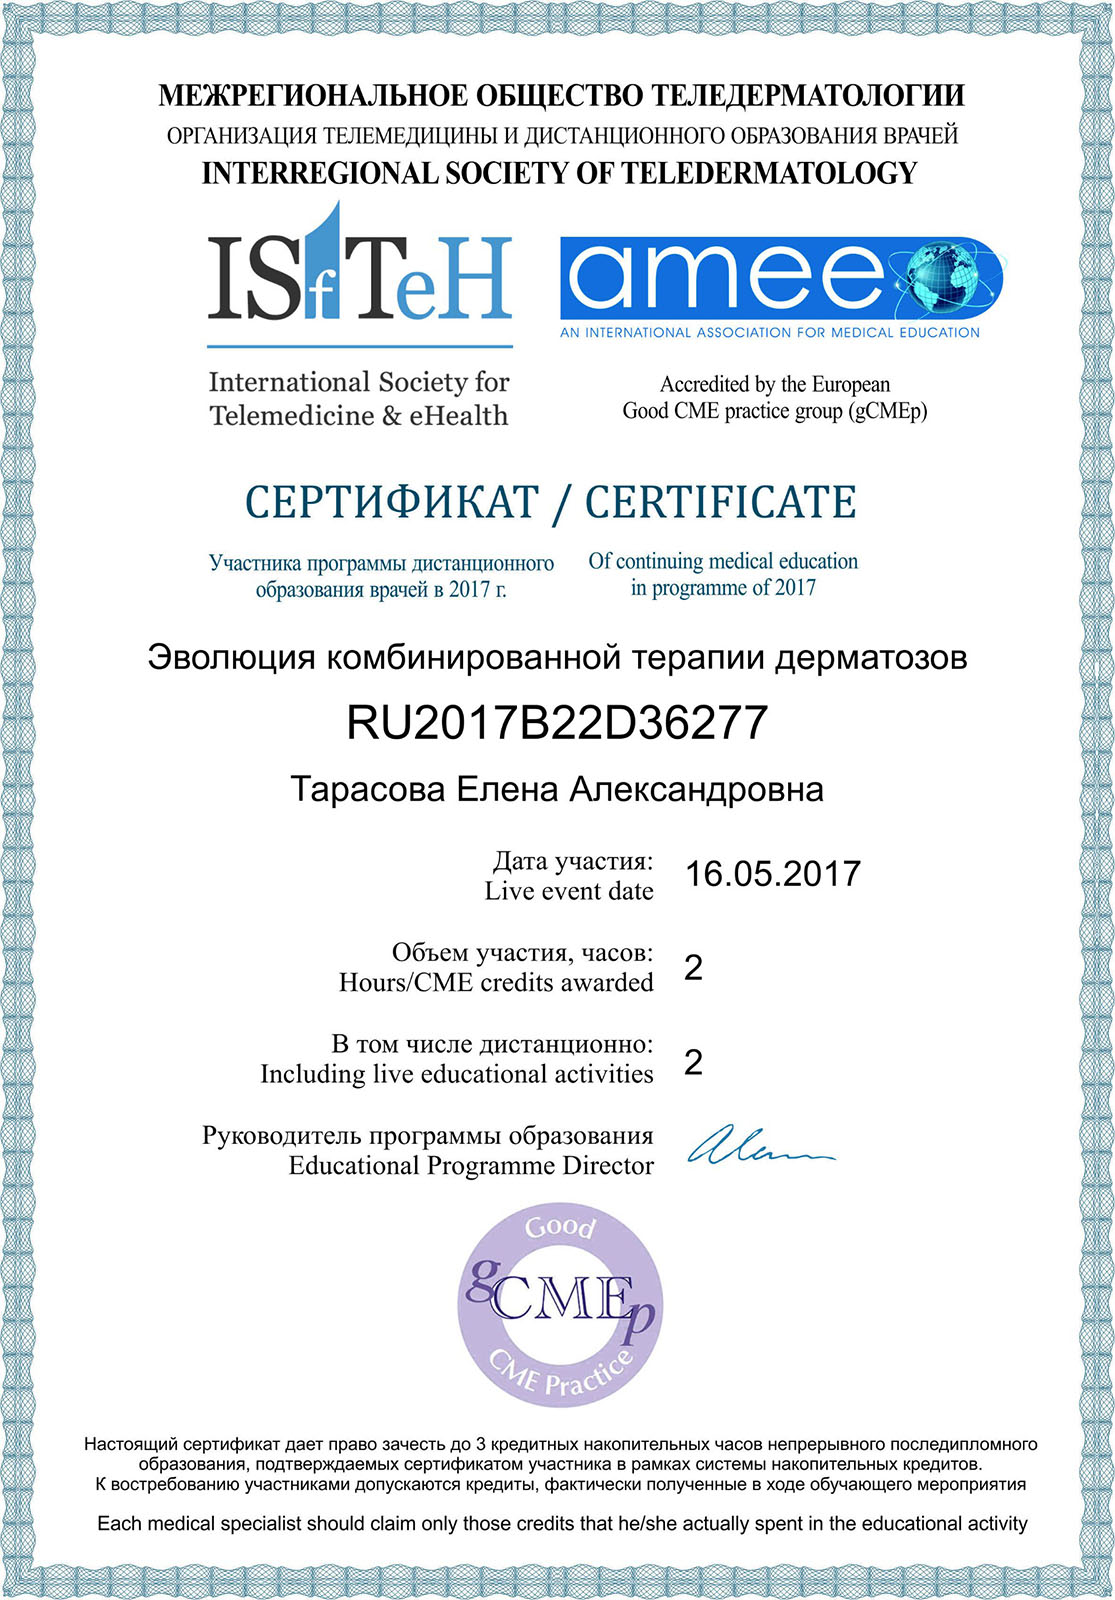 МЕЖРЕГИОНАЛЬНОЕ ОБЩЕСТВО ТЕЛЕДЕРМАТОЛОГИИ
ОРГАНИЗАЦИЯ ТЕЛЕМЕДИЦИНЫ И ДИСТАНЦИОННОГО ОБРАЗОВАНИЯ ВРАЧЕЙ
INTERREGIONAL SOCIETY OF TELEDERMATOLOGY
ISfTeH
International Society for
Telemedicine & eHealth
amee
AN INTERNATIONAL ASSOCIATION FOR MEDICAL EDUCATION
Accredited by the European
Good CME practice group (gCMEp)
СЕРТИФИКАТ / CERTIFICATE
Участника программы дистанционного
образования врачей в 2017 г.
Of continuing medical education
in programme of 2017
Эволюция комбинированной терапии дерматозов
RU2017B22D36277
Тарасова Елена Александровна
Дата участия:
Live event date
16.05.2017
Объем участия, часов:
Hours/CME credits awarded
2
В том числе дистанционно:
Including live educational activities
2
Руководитель программы образования
Educational Programme Director
Good
gCMEp
CME Practice
Настоящий сертификат дает право зачесть до 3 кредитных накопительных часов непрерывного последипломного
образования, подтверждаемых сертификатом участника в рамках системы накопительных кредитов.
К востребованию участниками допускаются кредиты, фактически полученные в ходе обучающего мероприятия
Each medical specialist should claim only those credits that he/she actually spent in the educational activity